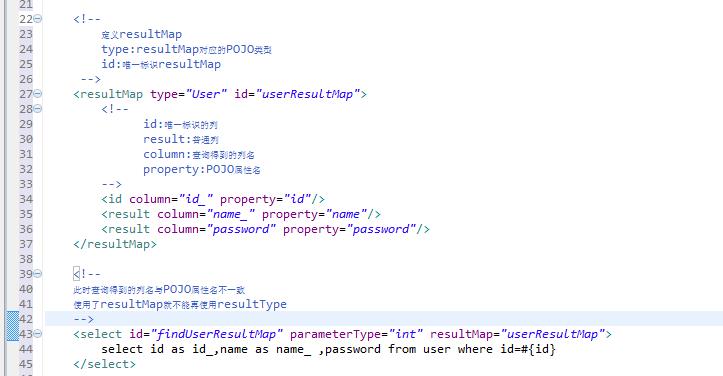 21
22 <!--
23 定义resultMap
24 type:resultMap对应的POJO类型
25 id:唯一标识resultMap
26 -->
27 <resultMap type="User" id="userResultMap">
28 <!--
29 id:唯一标识的列
30 result:普通列
31 column:查询得到的列名
32 property:POJO属性名
33 -->
34 <id column="id_" property="id"/>
35 <result column="name_" property="name"/>
36 <result column="password" property="password"/>
37 </resultMap>
38
39 <!--
40 此时查询得到的列名与POJO属性名不一致
41 使用了resultMap就不能再使用resultType
42 -->
43 <select id="findUserResultMap" parameterType="int" resultMap="userResultMap">
44 select id as id_,name as name_ ,password from user where id=#{id}
45 </select>